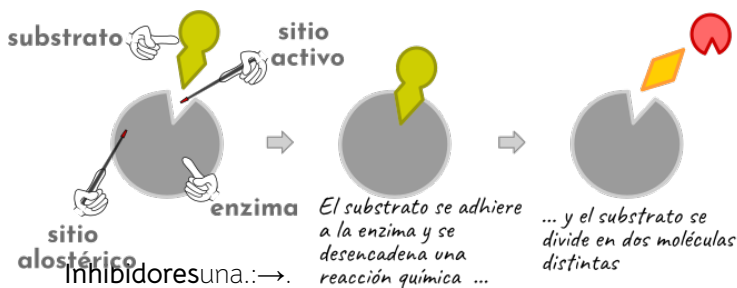 substrato
sitio
activo
enzima
sitio
alostérico
Inhibidoresuna.:→.
El substrato se adhiere
a la enzima y se
desencadena una
reacción química ...
... y el substrato se
divide en dos moléculas
distintas